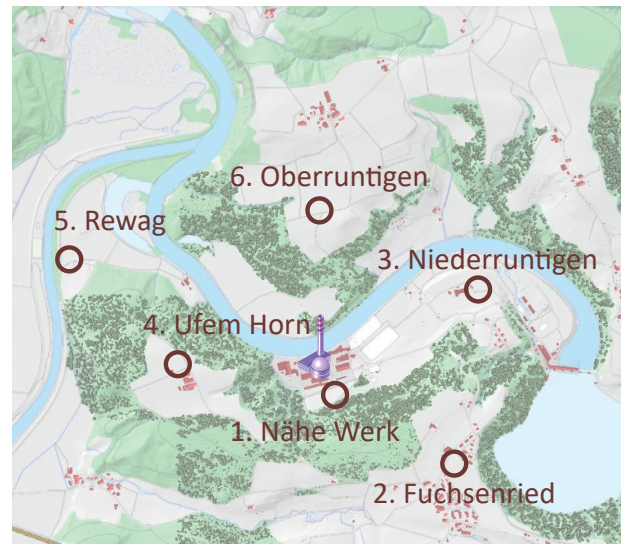 6. Oberruntigen
5. Rewag
3. Niederruntigen
4. Ufem Horn
1. Nähe Werk
2. Fuchsenried